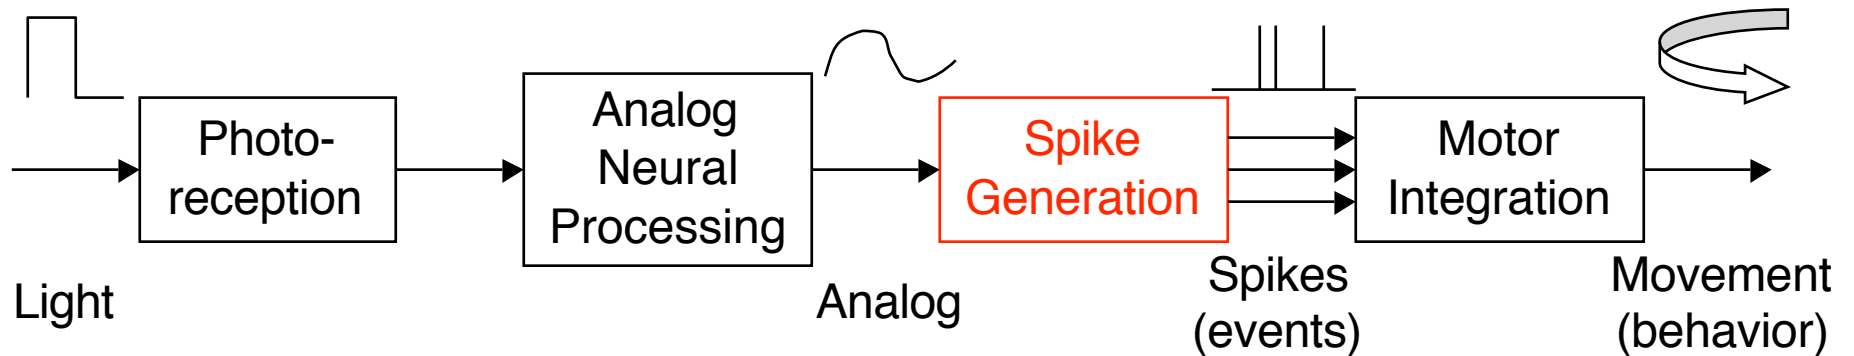 Photo-
reception
Analog
Neural
Processing
Spike
Generation
Motor
Integration
Light
Analog
Spikes
(events)
Movement
(behavior)